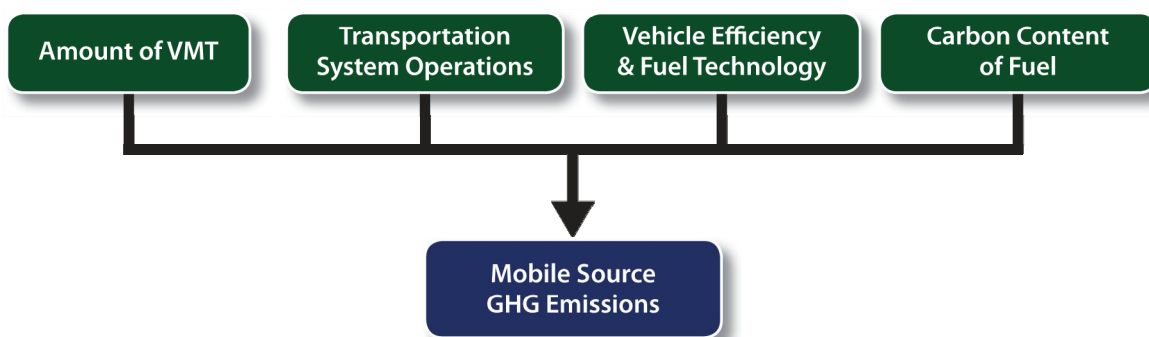 Amount of VMT
Transportation
System Operations
Vehicle Efficiency
& Fuel Technology
Carbon Content
of Fuel
Mobile Source
GHG Emissions